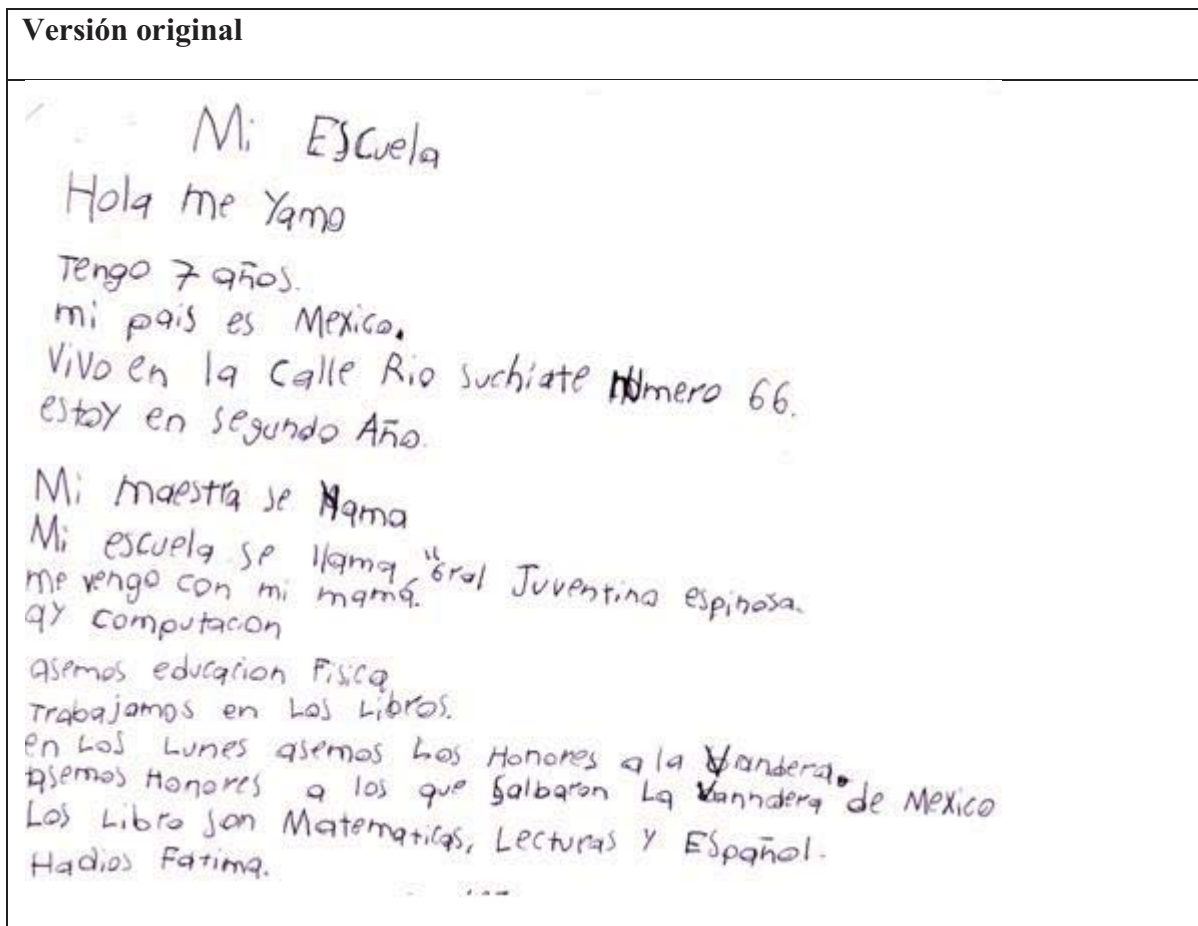 Versión original
Mi Escuela
Hola me Yamo
Tengo 7 años.
mi pais es Mexico.
Vivo en la calle Rio suchiate numero 66.
estoy en segundo Año.
Mi maestra se llama
Mi escuela se llama "Gral Juventino espinosa.
me vengo con mi mamá.
ay computacion
asemos educacion Fisica
Trabajamos en Los Libros.
en Los Lunes asemos Los Honores a la Vandera.
asemos Honores a los que salbaron La Vanndera de Mexico
Los Libro son Matematicas, Lecturas y Español.
Hadios Fatima.